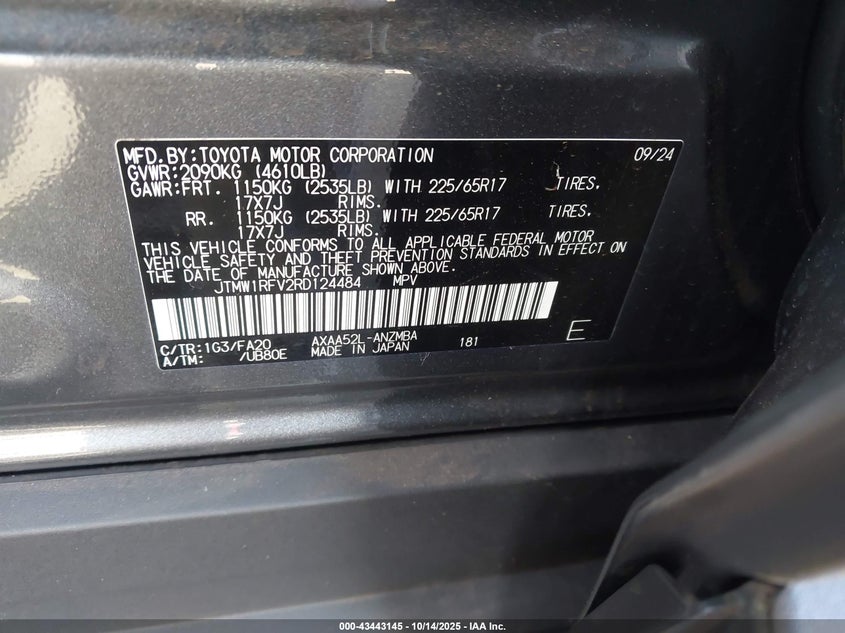 MFD.BY:TOYOTA MOTOR CORPORATION 09/24
GVWR:2090KG (4610LB)
GAWR:FRT. 1150KG (2535LB) WITH 225/65R17 TIRES.
17X7J RIMS.
RR. 1150KG (2535LB) WITH 225/65R17 TIRES.
17X7J RIMS.
THIS VEHICLE CONFORMS TO ALL APPLICABLE FEDERAL MOTOR
VEHICLE SAFETY AND THEFT PREVENTION STANDARDS IN EFFECT ON
THE DATE OF MANUFACTURE SHOWN ABOVE.
JTMW1RFV2RD124484 MPV
C/TR:1G3/FA20 AXAA52L-ANZMBA 181 E
A/TM: /UB80E MADE IN JAPAN
000-43443145 - 10/14/2025 - IAA Inc.